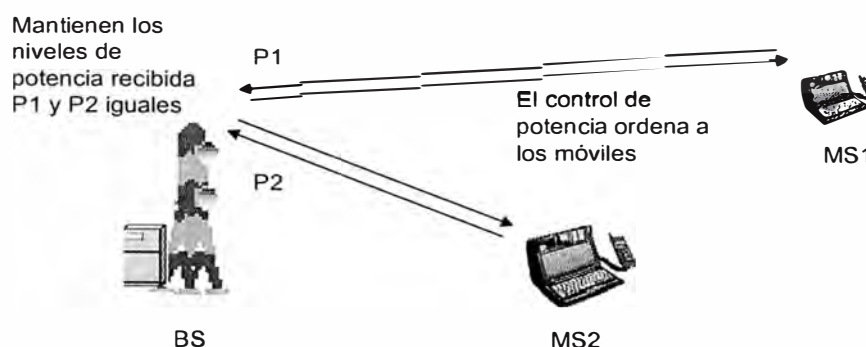 Mantienen los
niveles de
potencia recibida
P1 y P2 iguales
P1
El control de
potencia ordena a
los móviles
MS1
P2
BS
MS2